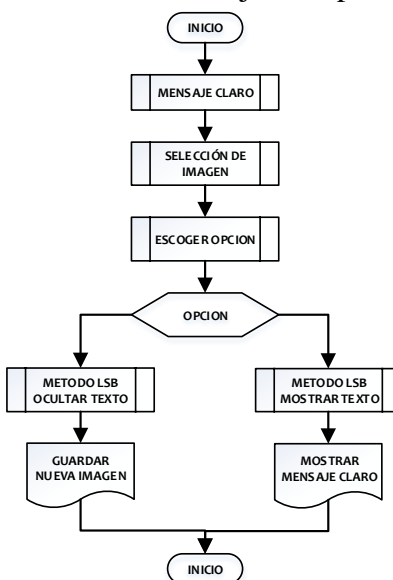 INICIO
MENSAJE CLARO
SELECCIÓN DE
IMAGEN
ESCOGER OPCION
OPCION
METODO LSB
OCULTAR TEXTO
METODO LSB
MOSTRAR TEXTO
GUARDAR
NUEVA IMAGEN
MOSTRAR
MENSAJE CLARO
INICIO